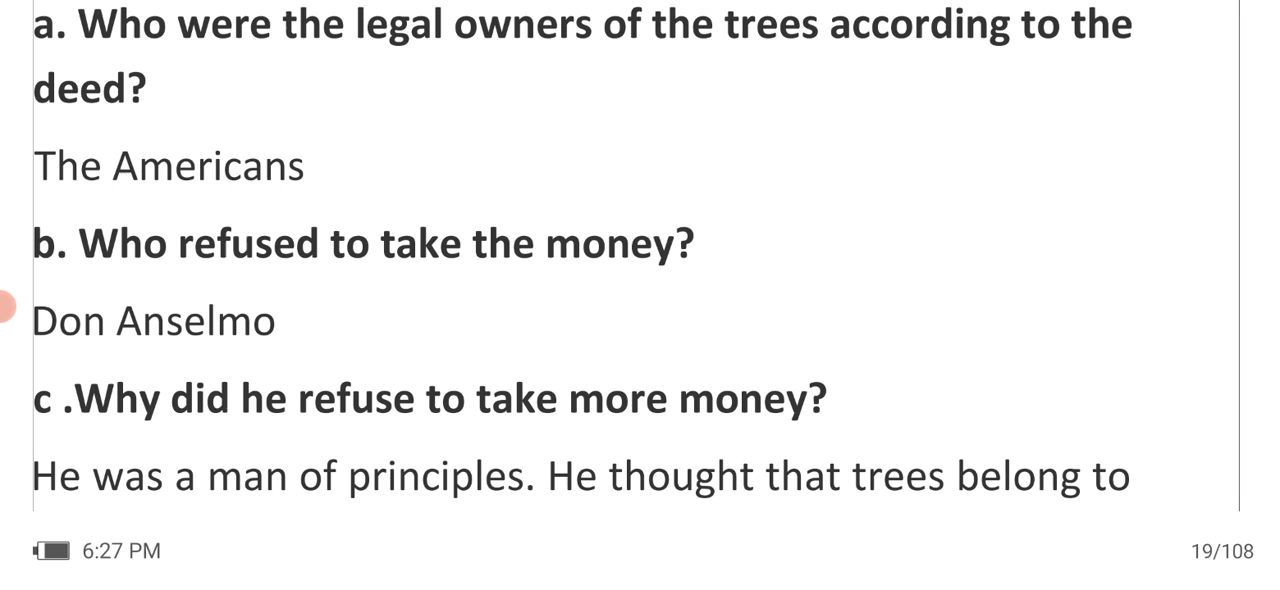 a. Who were the legal owners of the trees according to the
deed?
The Americans
b. Who refused to take the money?
Don Anselmo
c .Why did he refuse to take more money?
He was a man of principles. He thought that trees belong to
6:27 PM
19/108